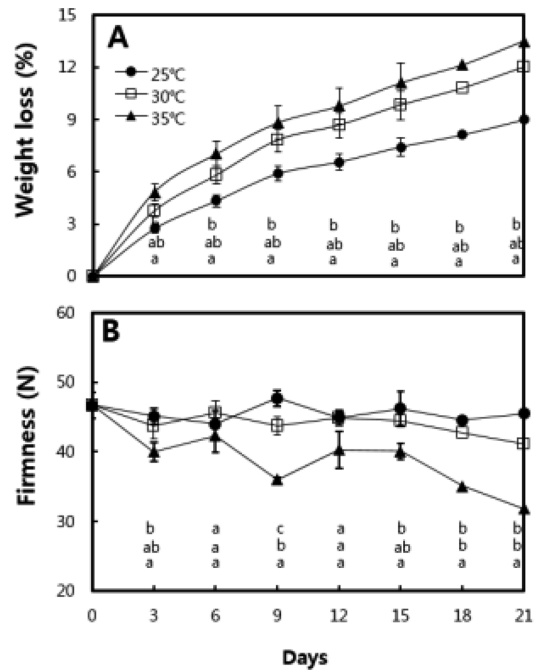 15
A
12
25℃
30℃
35℃
9
6
3
0
Weight loss (%)
b b b b b b b
ab ab ab ab ab ab ab
a a a a a a a
60
B
50
40
30
20
Firmness (N)
b a c a b b b
ab a b a ab b b
a a a a a a a
0 3 6 9 12 15 18 21
Days